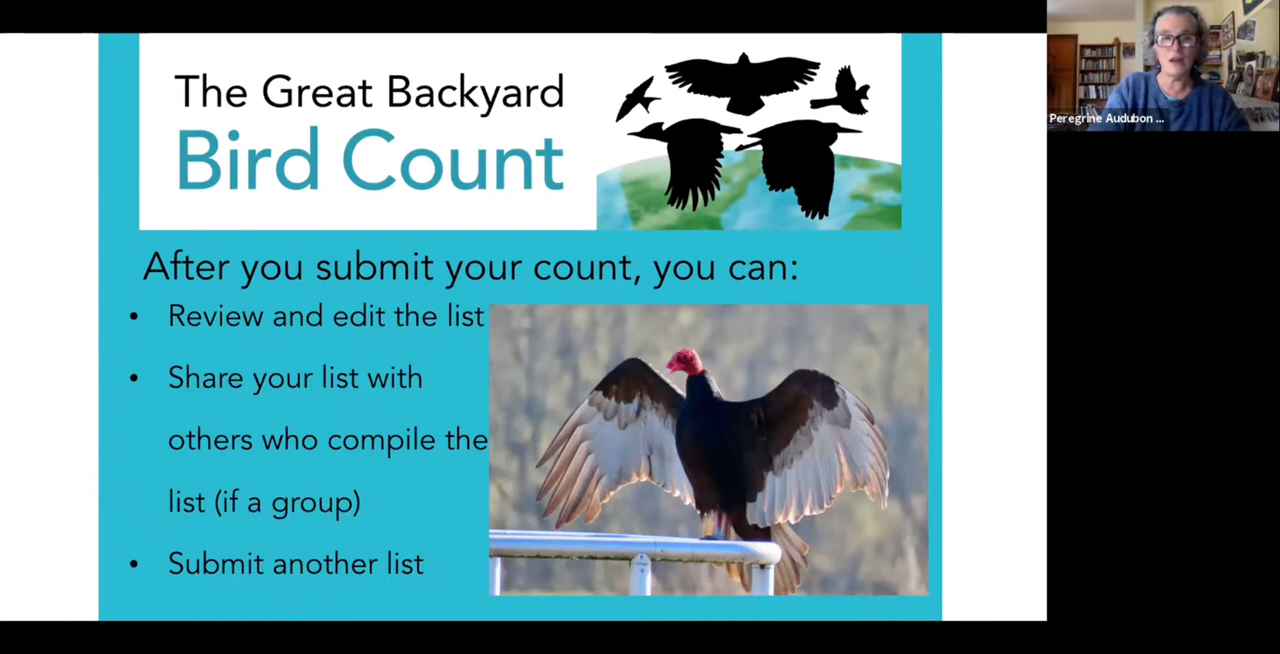 The Great Backyard
Bird Count
Peregrine Audubon ...
After you submit your count, you can:
• Review and edit the list
• Share your list with
others who compile the
list (if a group)
• Submit another list